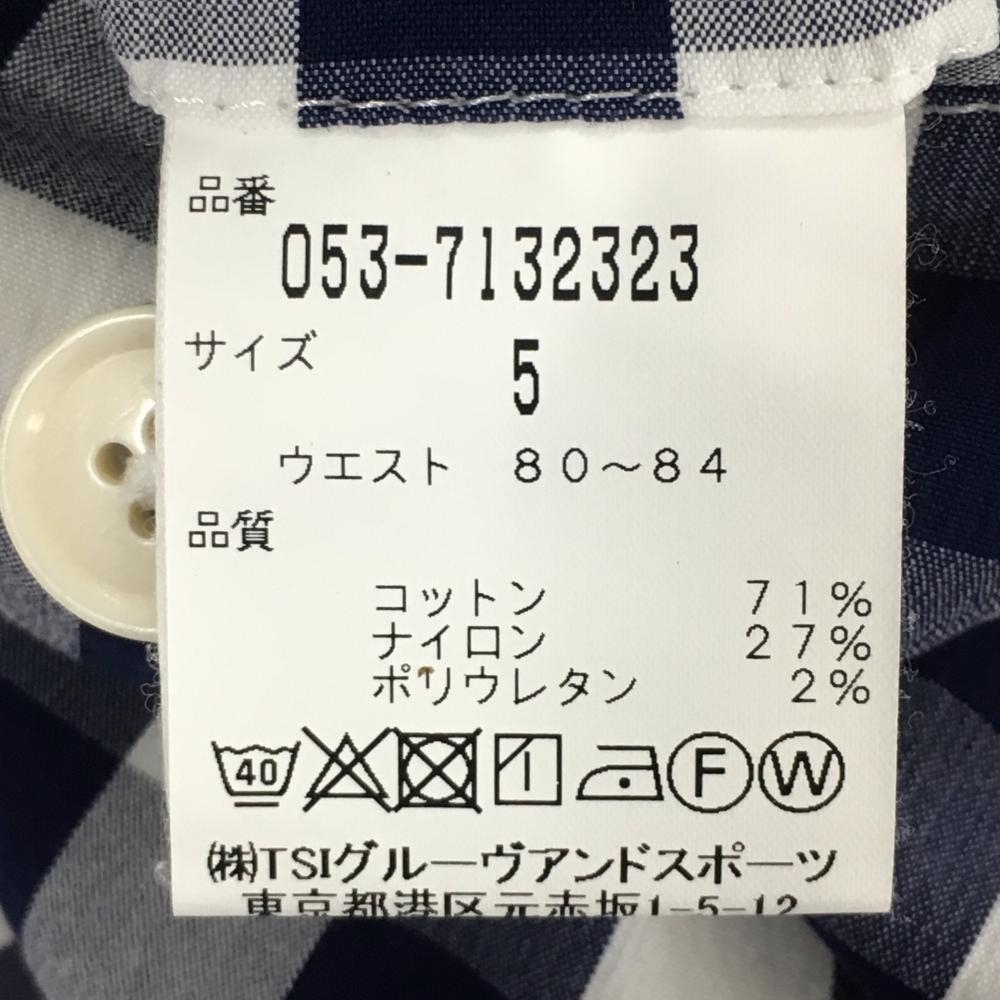 品番
053-7132323
サイズ 5
ウエスト ８０～８４
品質
コットン ７１％
ナイロン ２７％
ポリウレタン ２％
40 F W
㈱TSIグルーヴアンドスポーツ
東京都港区元赤坂1-5-12